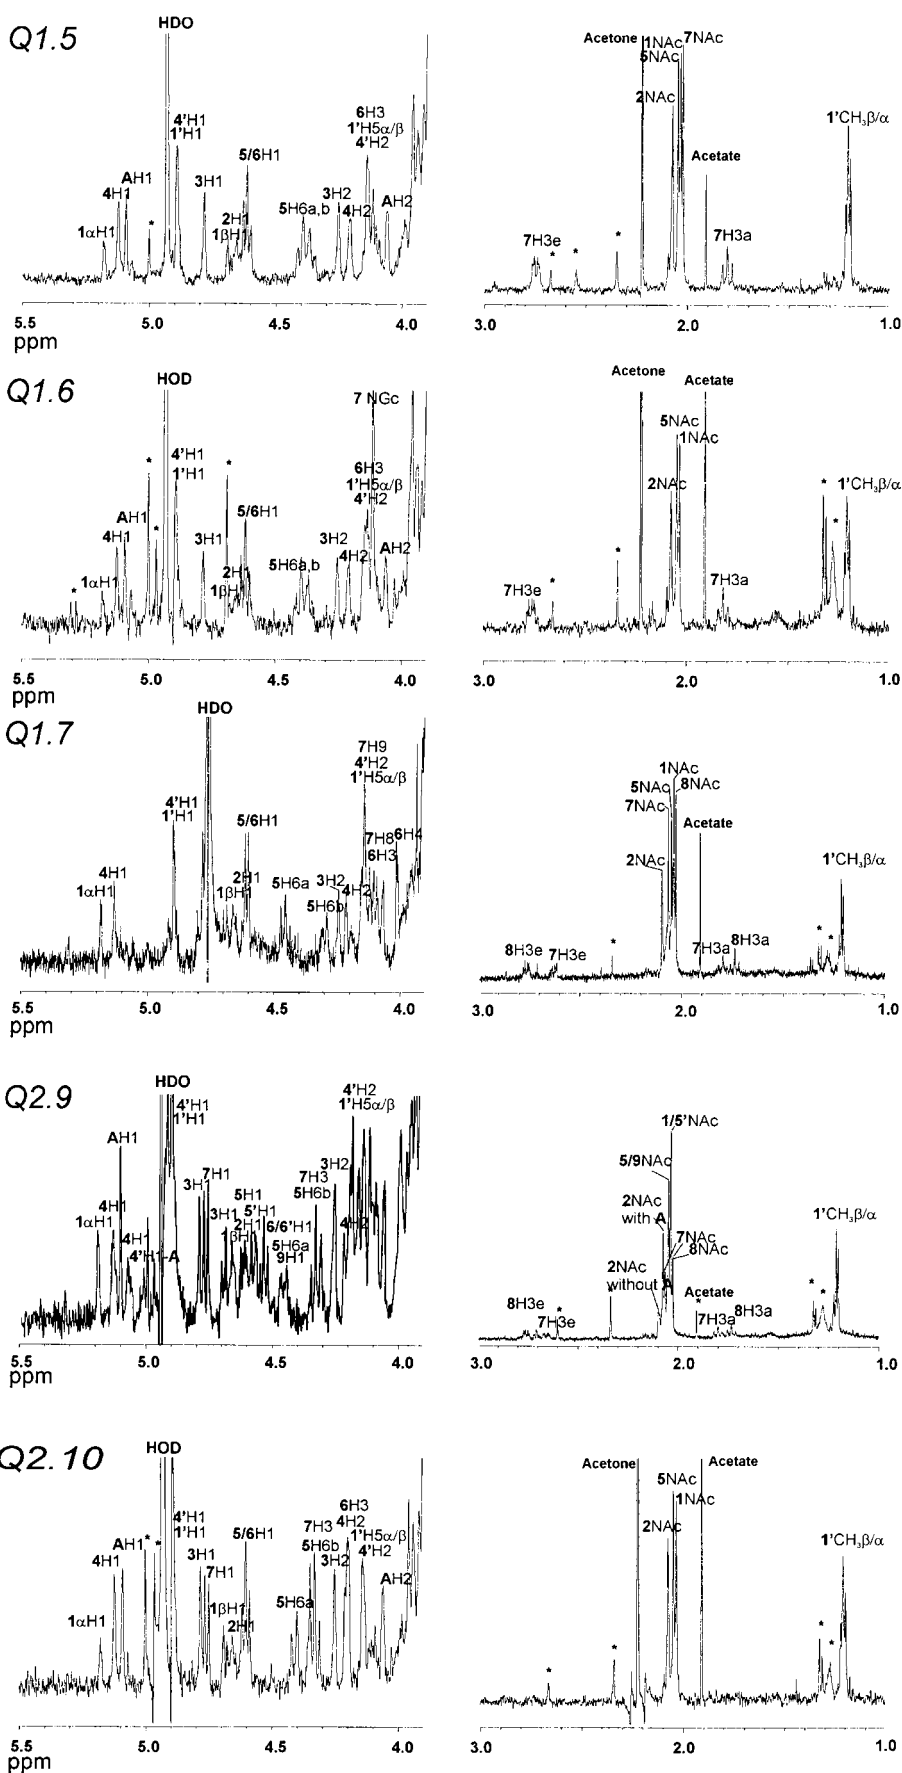 Q1.5
HDO
4'H1
1'H1
AH1
4H1
*
1αH1
3H1
5/6H1
2H1
1βH1
5H6a,b
3H2
4H2
6H3
1'H5α/β
4'H2
AH2
5.5
5.0
4.5
4.0
ppm
Acetone
1NAc
7NAc
5NAc
2NAc
Acetate
1'CH₃β/α
7H3e
*
*
*
7H3a
3.0
2.0
1.0
Q1.6
HOD
7 NGc
4'H1
1'H1
*
*
AH1
*
4H1
1αH1
*
3H1
5/6H1
2H1
1βH1
5H6a,b
3H2
4H2
6H3
1'H5α/β
4'H2
AH2
5.5
5.0
4.5
4.0
ppm
Acetone
Acetate
5NAc
1NAc
2NAc
*
1'CH₃β/α
*
*
7H3e
*
7H3a
3.0
2.0
1.0
Q1.7
HDO
7H9
4'H2
1'H5α/β
4'H1
1'H1
5/6H1
4H1
1αH1
2H1
1βH1
5H6a
3H2
5H6b
4H2
7H8
6H3
6H4
5.5
5.0
4.5
4.0
ppm
1NAc
5NAc
8NAc
7NAc
Acetate
2NAc
1'CH₃β/α
8H3e
7H3e
*
7H3a
8H3a
*
*
3.0
2.0
1.0
Q2.9
HDO
4'H1
1'H1
4'H2
1'H5α/β
AH1
4H1
1αH1
4H1
4'H1-A
3H1
7H1
3H1
5H1
2H1
5'H1
1βH1
6/6'H1
5H6a
9H1
3H2
7H3
5H6b
4H2
5.5
5.0
4.5
4.0
ppm
1/5'NAc
5/9NAc
2NAc
with A
7NAc
8NAc
2NAc
without A
Acetate
1'CH₃β/α
8H3e
*
7H3e
*
7H3a
8H3a
*
*
3.0
2.0
1.0
Q2.10
HOD
4'H1
1'H1
AH1
*
*
4H1
1αH1
3H1
7H1
5/6H1
1βH1
2H1
5H6a
7H3
5H6b
3H2
6H3
4H2
1'H5α/β
4'H2
AH2
5.5
5.0
4.5
4.0
ppm
Acetone
Acetate
5NAc
1NAc
2NAc
1'CH₃β/α
*
*
*
*
3.0
2.0
1.0